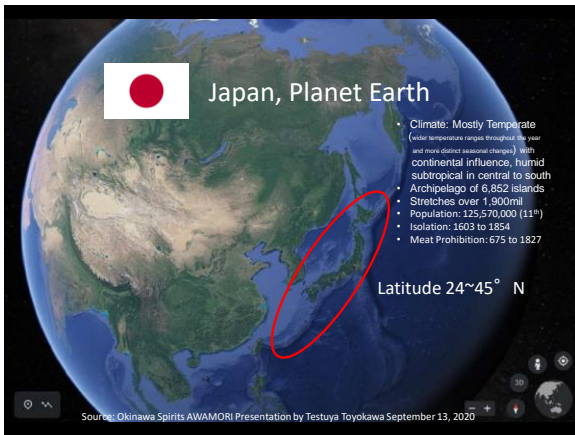 Japan, Planet Earth
• Climate: Mostly Temperate
(wider temperature ranges throughout the year
and more distinct seasonal changes) with
continental influence, humid
subtropical in central to south
• Archipelago of 6,852 islands
• Stretches over 1,900mil
• Population: 125,570,000 (11th)
• Isolation: 1603 to 1854
• Meat Prohibition: 675 to 1827
Latitude 24~45° N
3D
Source: Okinawa Spirits AWAMORI Presentation by Testuya Toyokawa September 13, 2020